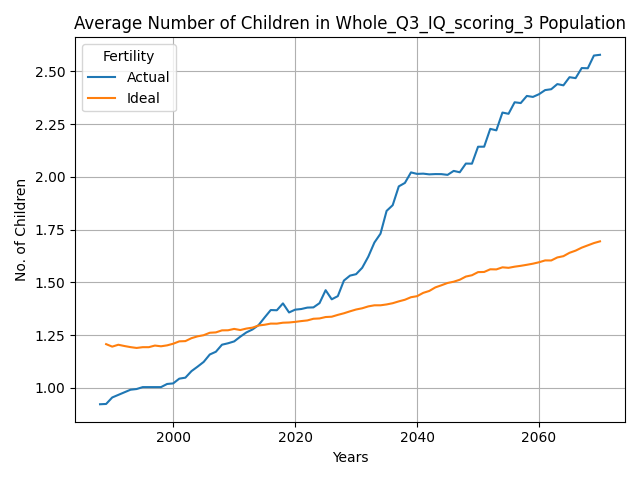 Average Number of Children in Whole_Q3_IQ_scoring_3 Population
Fertility
Actual
Ideal
2.50
2.25
2.00
1.75
1.50
1.25
1.00
No. of Children
2000
2020
2040
2060
Years